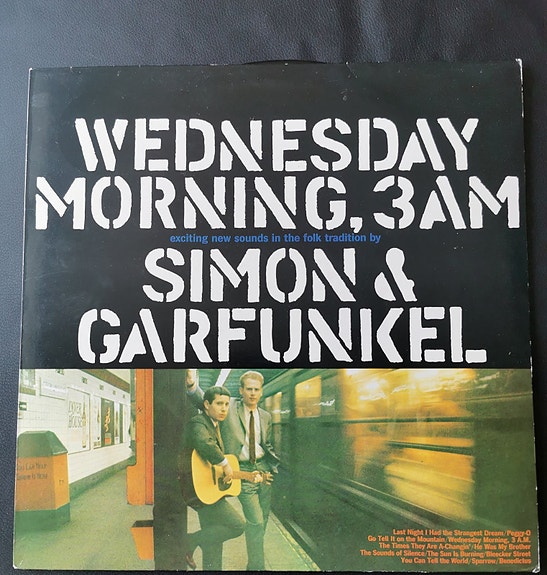 WEDNESDAY
MORNING, 3AM
exciting new sounds in the folk tradition by
SIMON &
GARFUNKEL
Last Night I Had the Strangest Dream/Peggy-O
Go Tell It on the Mountain/Wednesday Morning, 3 A.M.
The Times They Are A-Changin'/He Was My Brother
The Sounds of Silence/The Sun Is Burning/Bleecker Street
You Can Tell the World/Sparrow/Benedictus